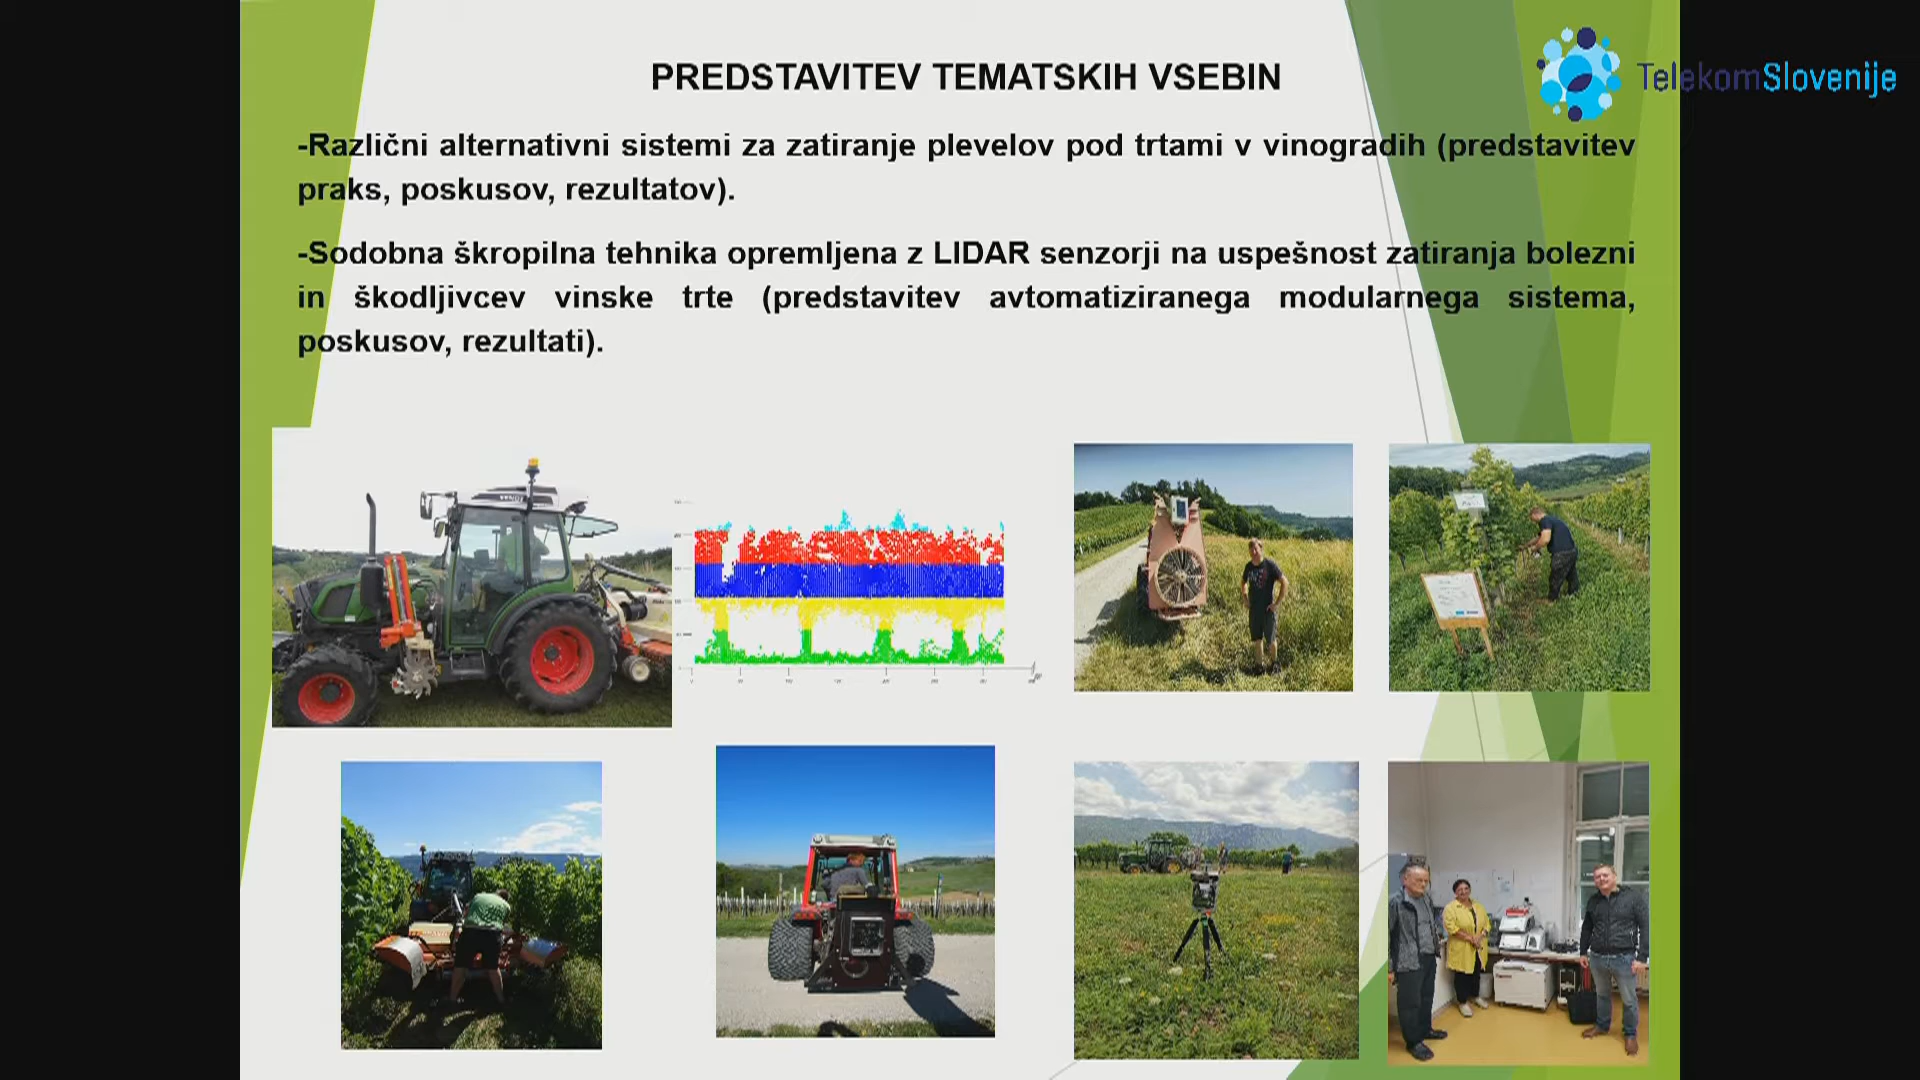 PREDSTAVITEV TEMATSKIH VSEBIN
TelekomSlovenije
-Različni alternativni sistemi za zatiranje plevelov pod trtami v vinogradih (predstavitev
praks, poskusov, rezultatov).
-Sodobna škropilna tehnika opremljena z LIDAR senzorji na uspešnost zatiranja bolezni
in škodljivcev vinske trte (predstavitev avtomatiziranega modularnega sistema,
poskusov, rezultati).